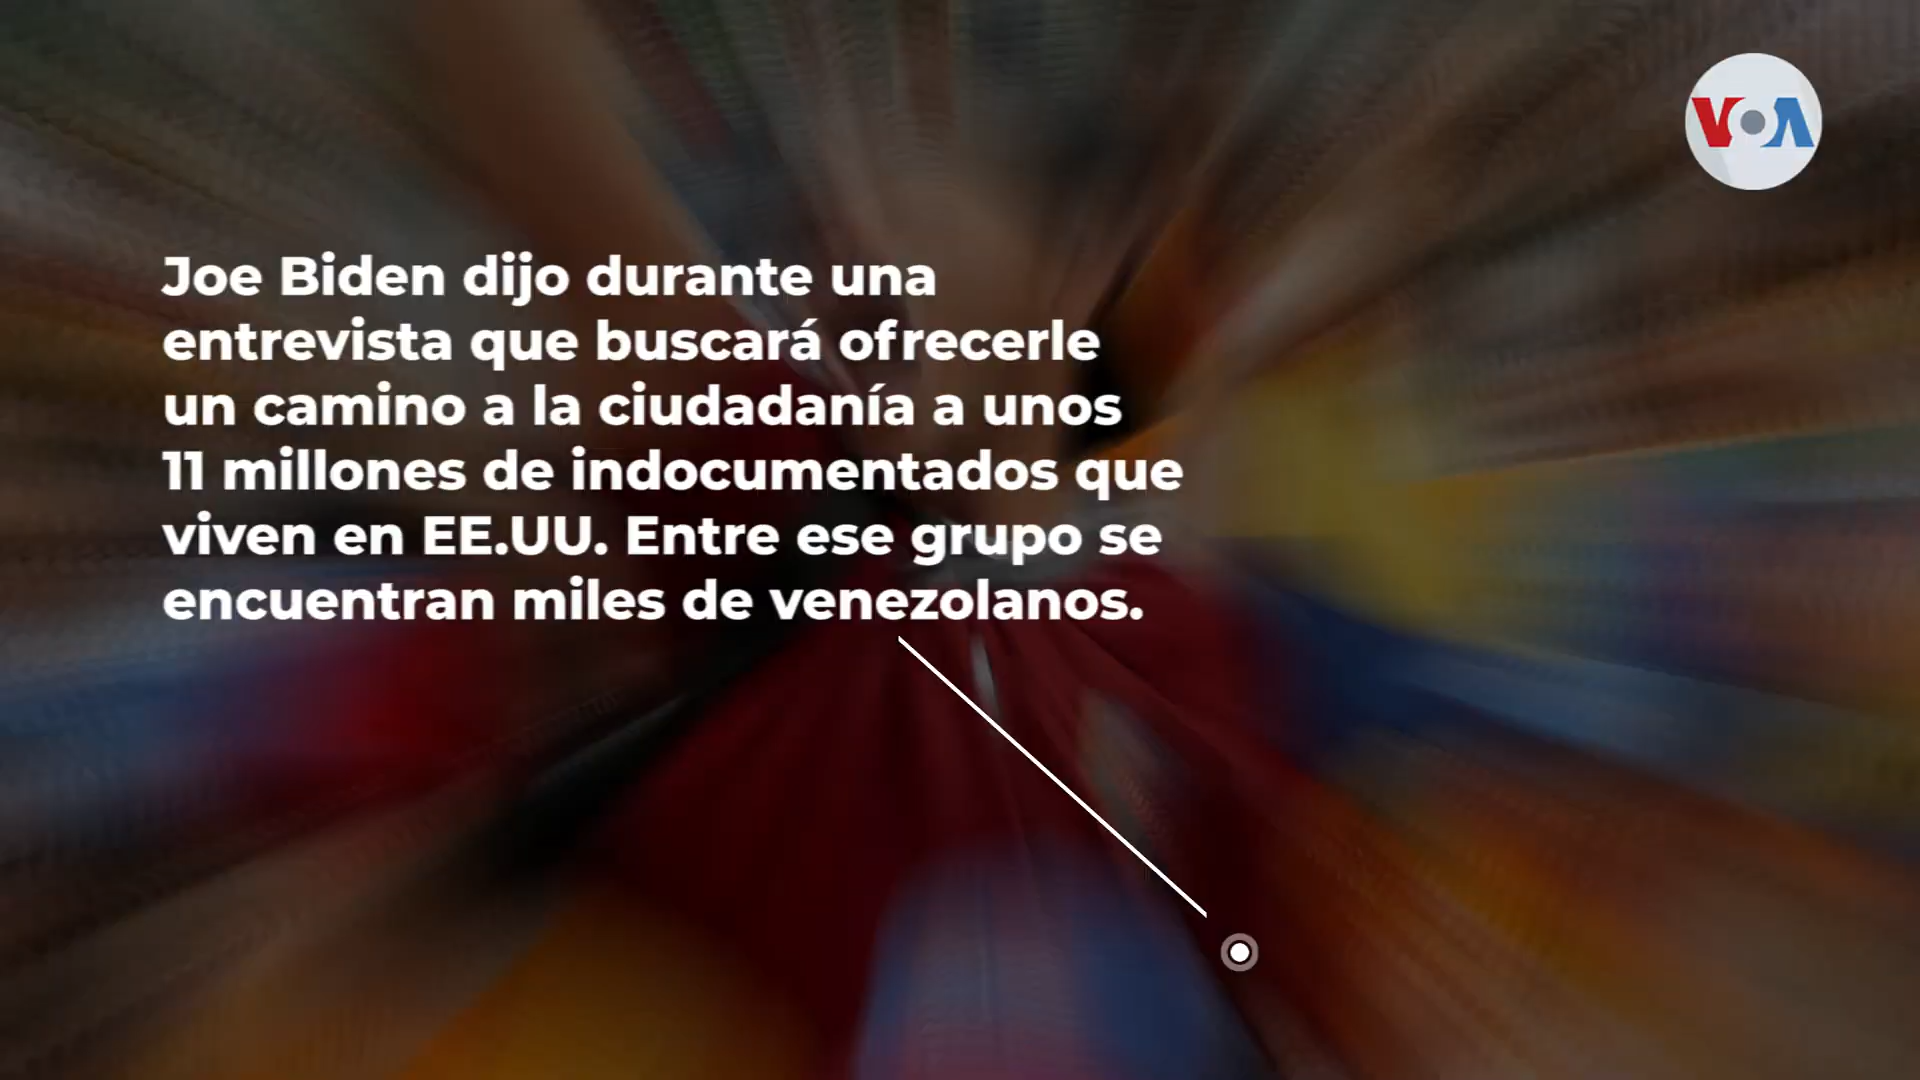 VOA
Joe Biden dijo durante una
entrevista que buscará ofrecerle
un camino a la ciudadanía a unos
11 millones de indocumentados que
viven en EE.UU. Entre ese grupo se
encuentran miles de venezolanos.